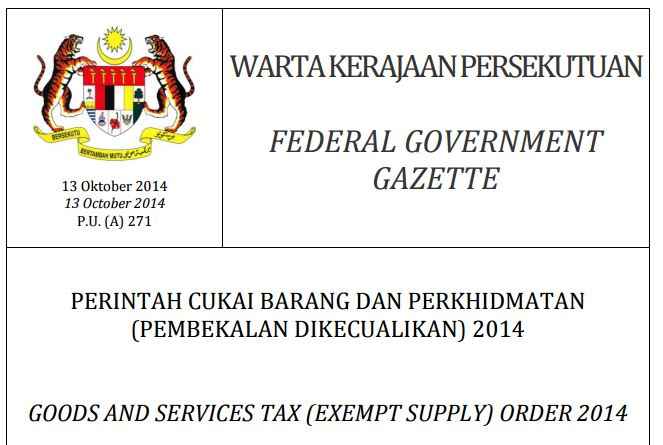 BERSEKUTU
BERTAMBAH MUTU
13 Oktober 2014
13 October 2014
P.U. (A) 271
WARTA KERAJAAN PERSEKUTUAN
FEDERAL GOVERNMENT
GAZETTE
PERINTAH CUKAI BARANG DAN PERKHIDMATAN
(PEMBEKALAN DIKECUALIKAN) 2014
GOODS AND SERVICES TAX (EXEMPT SUPPLY) ORDER 2014